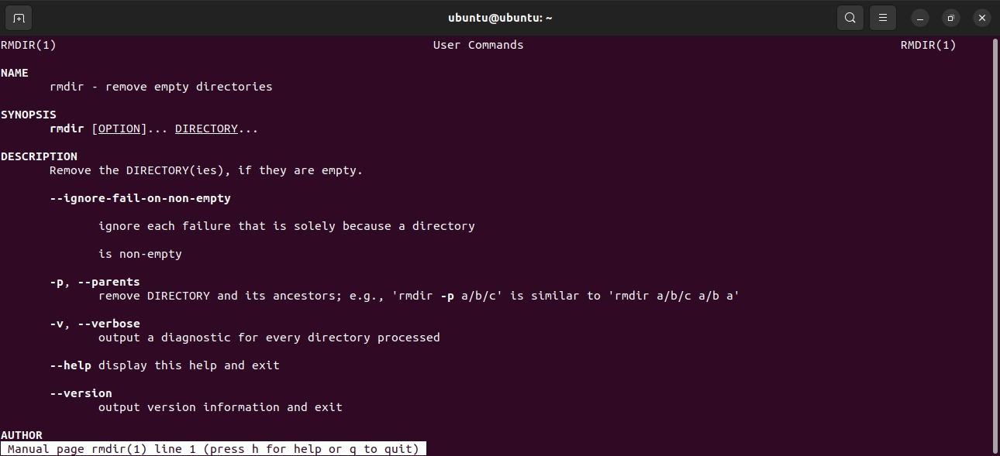 ubuntu@ubuntu: ~
RMDIR(1) User Commands RMDIR(1)
NAME
rmdir - remove empty directories
SYNOPSIS
rmdir [OPTION]... DIRECTORY...
DESCRIPTION
Remove the DIRECTORY(ies), if they are empty.
--ignore-fail-on-non-empty
ignore each failure that is solely because a directory
is non-empty
-p, --parents
remove DIRECTORY and its ancestors; e.g., 'rmdir -p a/b/c' is similar to 'rmdir a/b/c a/b a'
-v, --verbose
output a diagnostic for every directory processed
--help display this help and exit
--version
output version information and exit
AUTHOR
Manual page rmdir(1) line 1 (press h for help or q to quit)